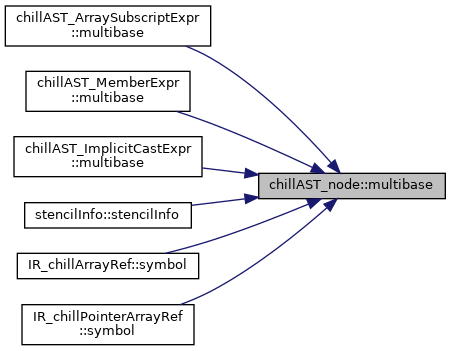 chillAST_ArraySubscriptExpr
::multibase
chillAST_MemberExpr
::multibase
chillAST_ImplicitCastExpr
::multibase
chillAST_node::multibase
stencilInfo::stencilInfo
IR_chillArrayRef::symbol
IR_chillPointerArrayRef
::symbol